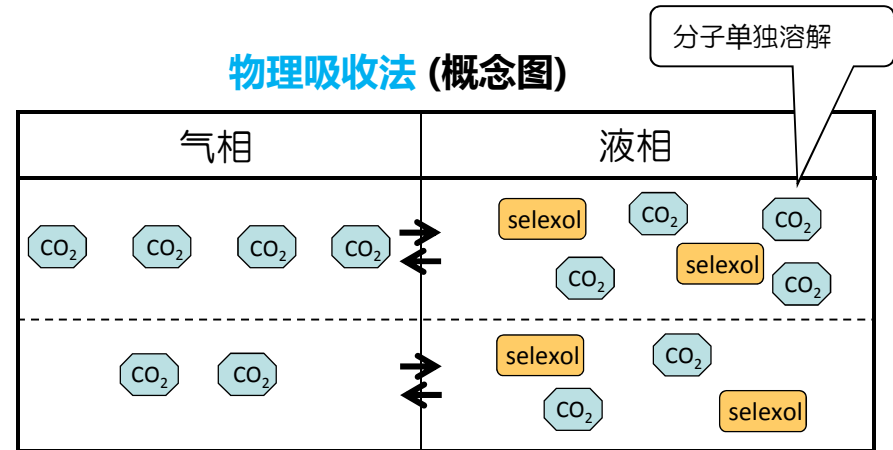 分子单独溶解
物理吸收法 (概念图)
气相 液相
CO₂ CO₂ CO₂ CO₂ selexol CO₂ CO₂
CO₂ selexol CO₂
CO₂ CO₂ selexol CO₂
CO₂ selexol